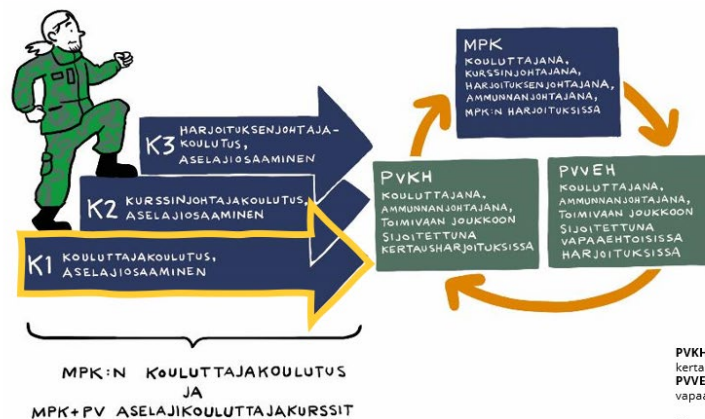 MPK
KOULUTTAJANA,
KURSSINJOHTAJANA,
HARJOITUKSENJOHTAJANA,
AMMUNNANJOHTAJANA,
MPK:N HARJOITUKSISSA
K3 HARJOITUKSENJOHTAJA-
KOULUTUS,
ASELAJIOSAAMINEN
K2 KURSSINJOHTAJAKOULUTUS,
ASELAJIOSAAMINEN
K1 KOULUTTAJAKOULUTUS,
ASELAJIOSAAMINEN
PVKH
KOULUTTAJANA,
AMMUNNANJOHTAJANA,
TOIMIVAAN JOUKKOON
SIJOITETTUNA
KERTAUSHARJOITUKSISSA
PVVEH
KOULUTTAJANA,
AMMUNNANJOHTAJANA,
TOIMIVAAN JOUKKOON
SIJOITETTUNA
VAPAAEHTOISISSA
HARJOITUKSISSA
MPK:N KOULUTTAJAKOULUTUS
JA
MPK+PV ASELAJIKOULUTTAJAKURSSIT
PVKH
kerta
PVVE
vapaa